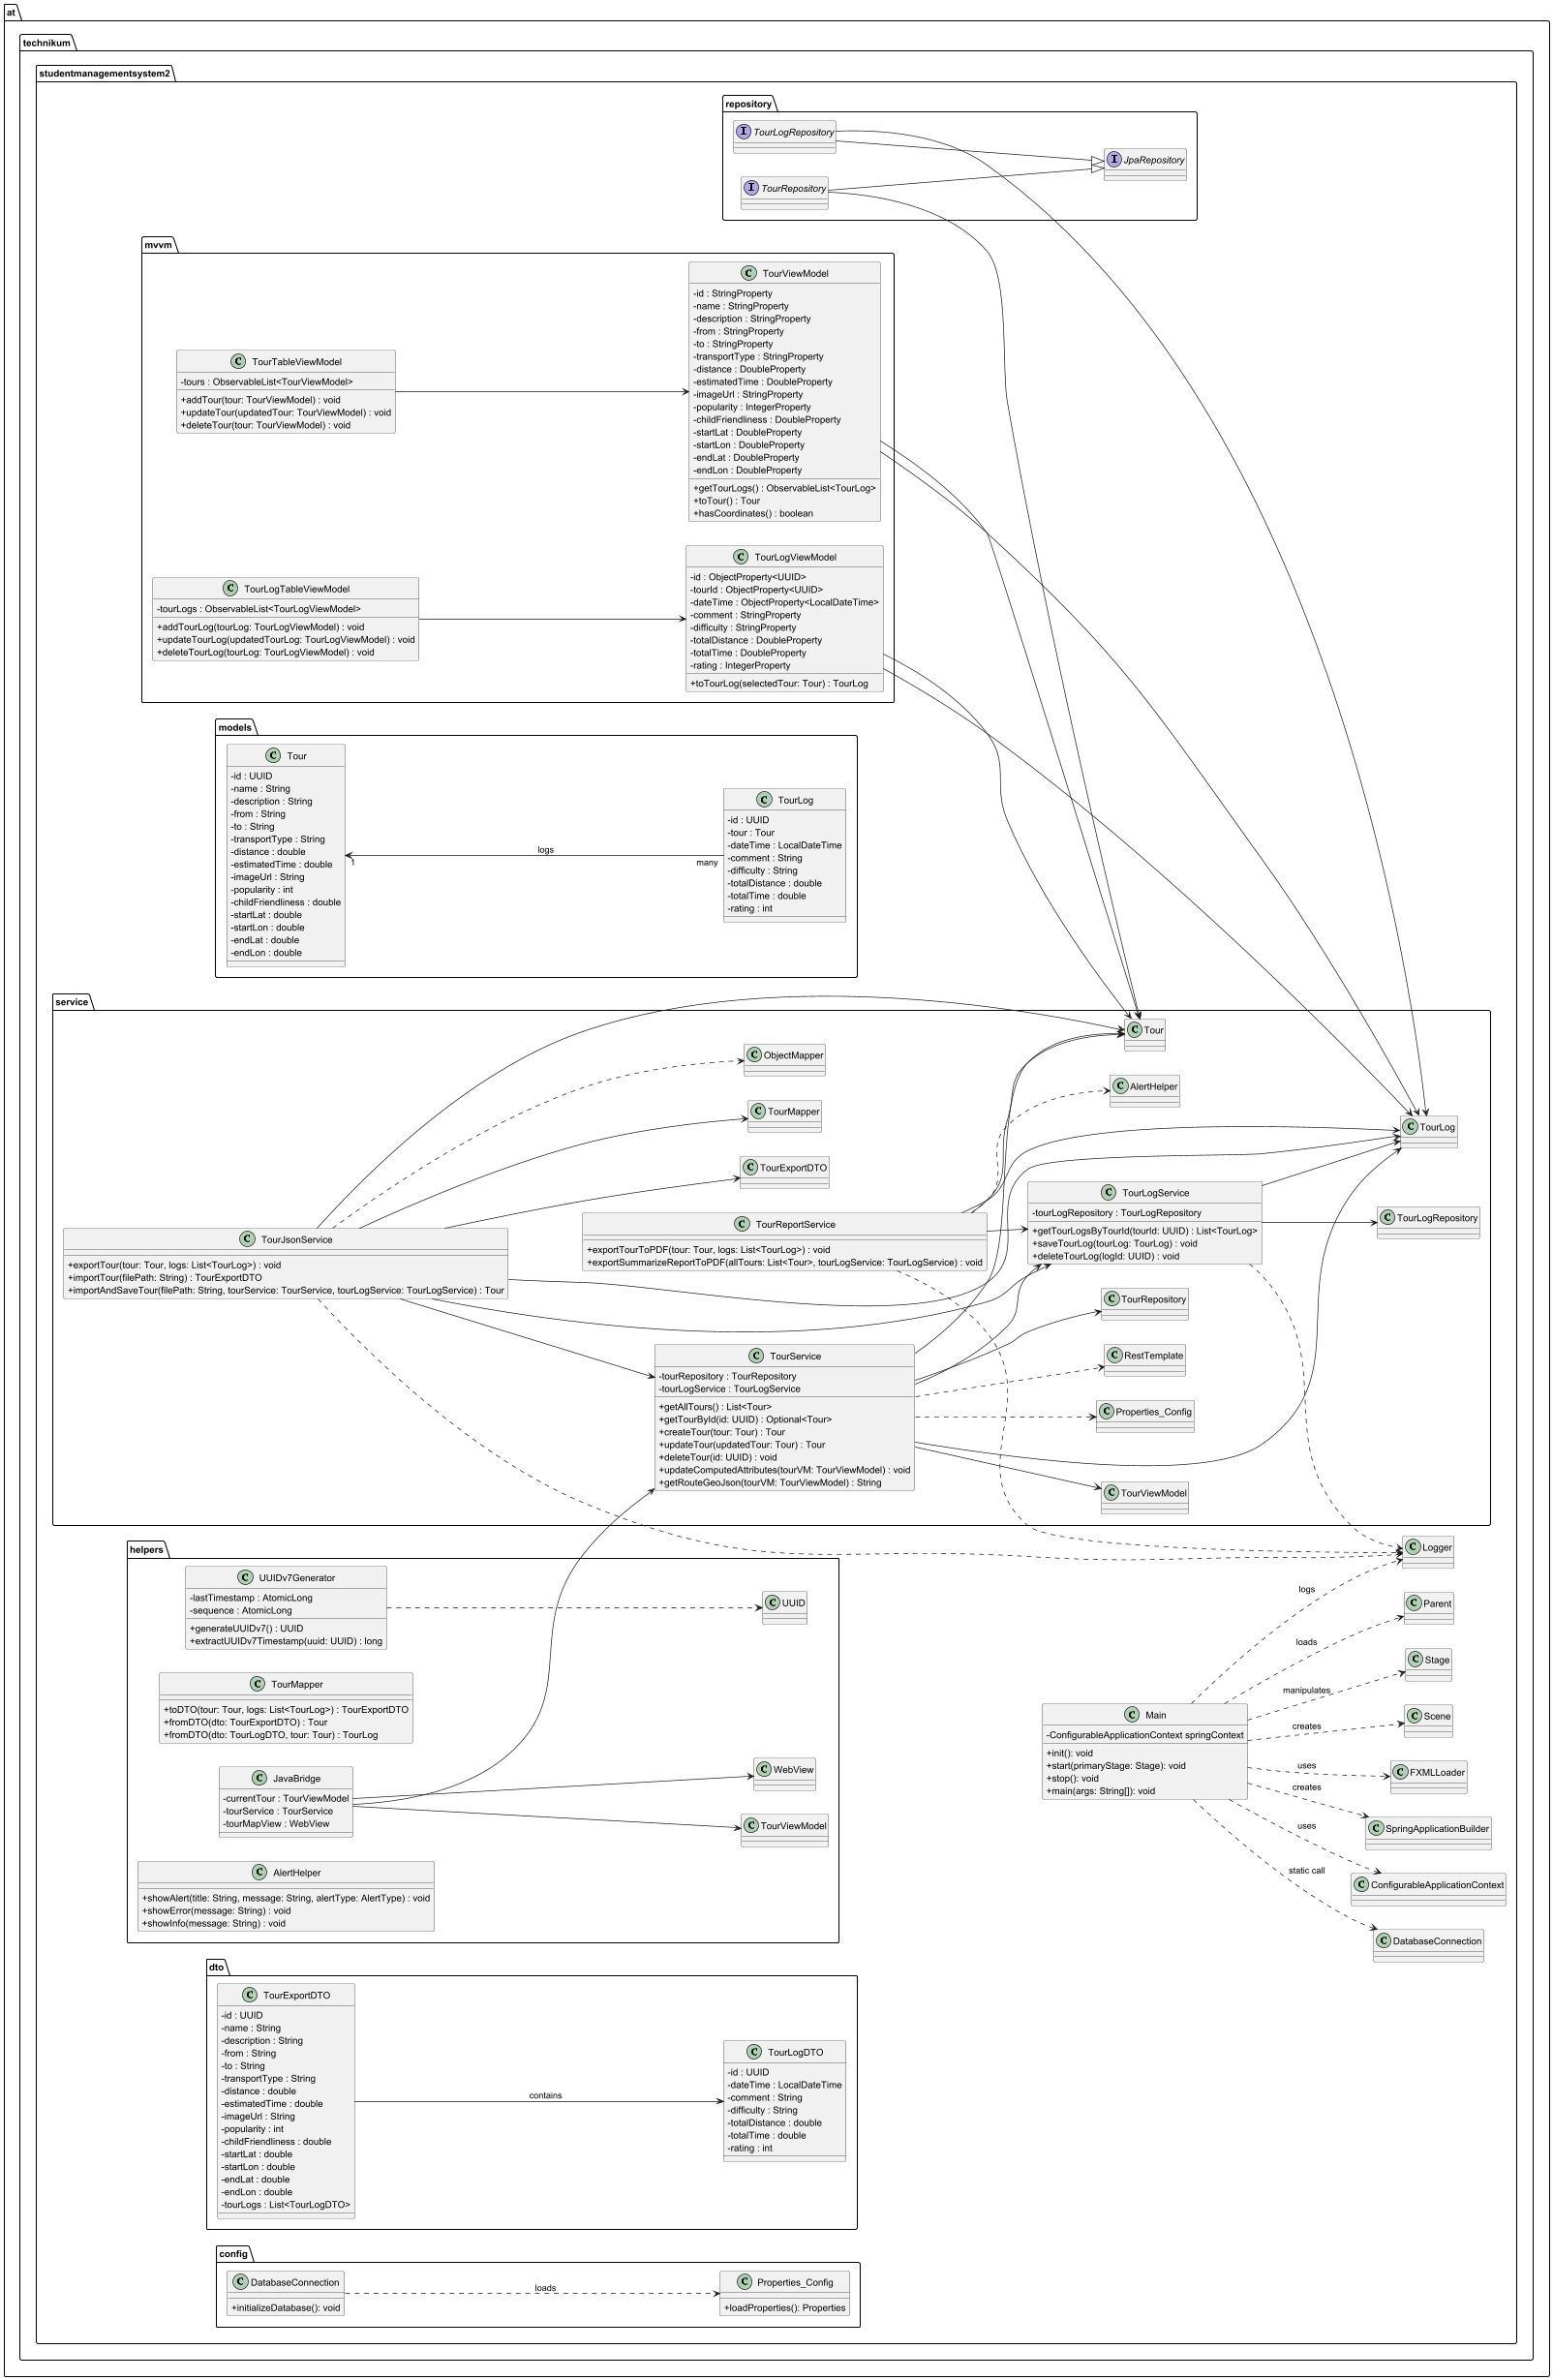 at
technikum
studentmanagementsystem2
repository
I TourLogRepository
I JpaRepository
I TourRepository
mvvm
C TourViewModel
-id : StringProperty
-name : StringProperty
-description : StringProperty
-from : StringProperty
-to : StringProperty
-transportType : StringProperty
-distance : DoubleProperty
-estimatedTime : DoubleProperty
-imageUrl : StringProperty
-popularity : IntegerProperty
-childFriendliness : DoubleProperty
-startLat : DoubleProperty
-startLon : DoubleProperty
-endLat : DoubleProperty
-endLon : DoubleProperty
+getTourLogs() : ObservableList<TourLog>
+toTour() : Tour
+hasCoordinates() : boolean
C TourTableViewModel
-tours : ObservableList<TourViewModel>
+addTour(tour: TourViewModel) : void
+updateTour(updatedTour: TourViewModel) : void
+deleteTour(tour: TourViewModel) : void
C TourLogViewModel
-id : ObjectProperty<UUID>
-tourId : ObjectProperty<UUID>
-dateTime : ObjectProperty<LocalDateTime>
-comment : StringProperty
-difficulty : StringProperty
-totalDistance : DoubleProperty
-totalTime : DoubleProperty
-rating : IntegerProperty
+toTourLog(selectedTour: Tour) : TourLog
C TourLogTableViewModel
-tourLogs : ObservableList<TourLogViewModel>
+addTourLog(tourLog: TourLogViewModel) : void
+updateTourLog(updatedTourLog: TourLogViewModel) : void
+deleteTourLog(tourLog: TourLogViewModel) : void
models
C Tour
-id : UUID
-name : String
-description : String
-from : String
-to : String
-transportType : String
-distance : double
-estimatedTime : double
-imageUrl : String
-popularity : int
-childFriendliness : double
-startLat : double
-startLon : double
-endLat : double
-endLon : double
logs
1
many
C TourLog
-id : UUID
-tour : Tour
-dateTime : LocalDateTime
-comment : String
-difficulty : String
-totalDistance : double
-totalTime : double
-rating : int
service
C Tour
C ObjectMapper
C AlertHelper
C TourMapper
C TourLog
C TourExportDTO
C TourLogService
-tourLogRepository : TourLogRepository
+getTourLogsByTourId(tourId: UUID) : List<TourLog>
+saveTourLog(tourLog: TourLog) : void
+deleteTourLog(logId: UUID) : void
C TourLogRepository
C TourReportService
+exportTourToPDF(tour: Tour, logs: List<TourLog>) : void
+exportSummarizeReportToPDF(allTours: List<Tour>, tourLogService: TourLogService) : void
C TourJsonService
+exportTour(tour: Tour, logs: List<TourLog>) : void
+importTour(filePath: String) : TourExportDTO
+importAndSaveTour(filePath: String, tourService: TourService, tourLogService: TourLogService) : Tour
C TourRepository
C TourService
-tourRepository : TourRepository
-tourLogService : TourLogService
+getAllTours() : List<Tour>
+getTourById(id: UUID) : Optional<Tour>
+createTour(tour: Tour) : Tour
+updateTour(updatedTour: Tour) : Tour
+deleteTour(id: UUID) : void
+updateComputedAttributes(tourVM: TourViewModel) : void
+getRouteGeoJson(tourVM: TourViewModel) : String
C RestTemplate
C Properties_Config
C TourViewModel
helpers
C UUIDv7Generator
-lastTimestamp : AtomicLong
-sequence : AtomicLong
+generateUUIDv7() : UUID
+extractUUIDv7Timestamp(uuid: UUID) : long
C UUID
C TourMapper
+toDTO(tour: Tour, logs: List<TourLog>) : TourExportDTO
+fromDTO(dto: TourExportDTO) : Tour
+fromDTO(dto: TourLogDTO, tour: Tour) : TourLog
C JavaBridge
-currentTour : TourViewModel
-tourService : TourService
-tourMapView : WebView
C WebView
C TourViewModel
C AlertHelper
+showAlert(title: String, message: String, alertType: AlertType) : void
+showError(message: String) : void
+showInfo(message: String) : void
C Logger
logs
C Parent
loads
C Stage
manipulates
C Main
-ConfigurableApplicationContext springContext
+init(): void
+start(primaryStage: Stage): void
+stop(): void
+main(args: String[]): void
C Scene
creates
C FXMLLoader
uses
creates
C SpringApplicationBuilder
uses
C ConfigurableApplicationContext
static call
C DatabaseConnection
dto
C TourExportDTO
-id : UUID
-name : String
-description : String
-from : String
-to : String
-transportType : String
-distance : double
-estimatedTime : double
-imageUrl : String
-popularity : int
-childFriendliness : double
-startLat : double
-startLon : double
-endLat : double
-endLon : double
-tourLogs : List<TourLogDTO>
contains
C TourLogDTO
-id : UUID
-dateTime : LocalDateTime
-comment : String
-difficulty : String
-totalDistance : double
-totalTime : double
-rating : int
config
C DatabaseConnection
+initializeDatabase(): void
loads
C Properties_Config
+loadProperties(): Properties